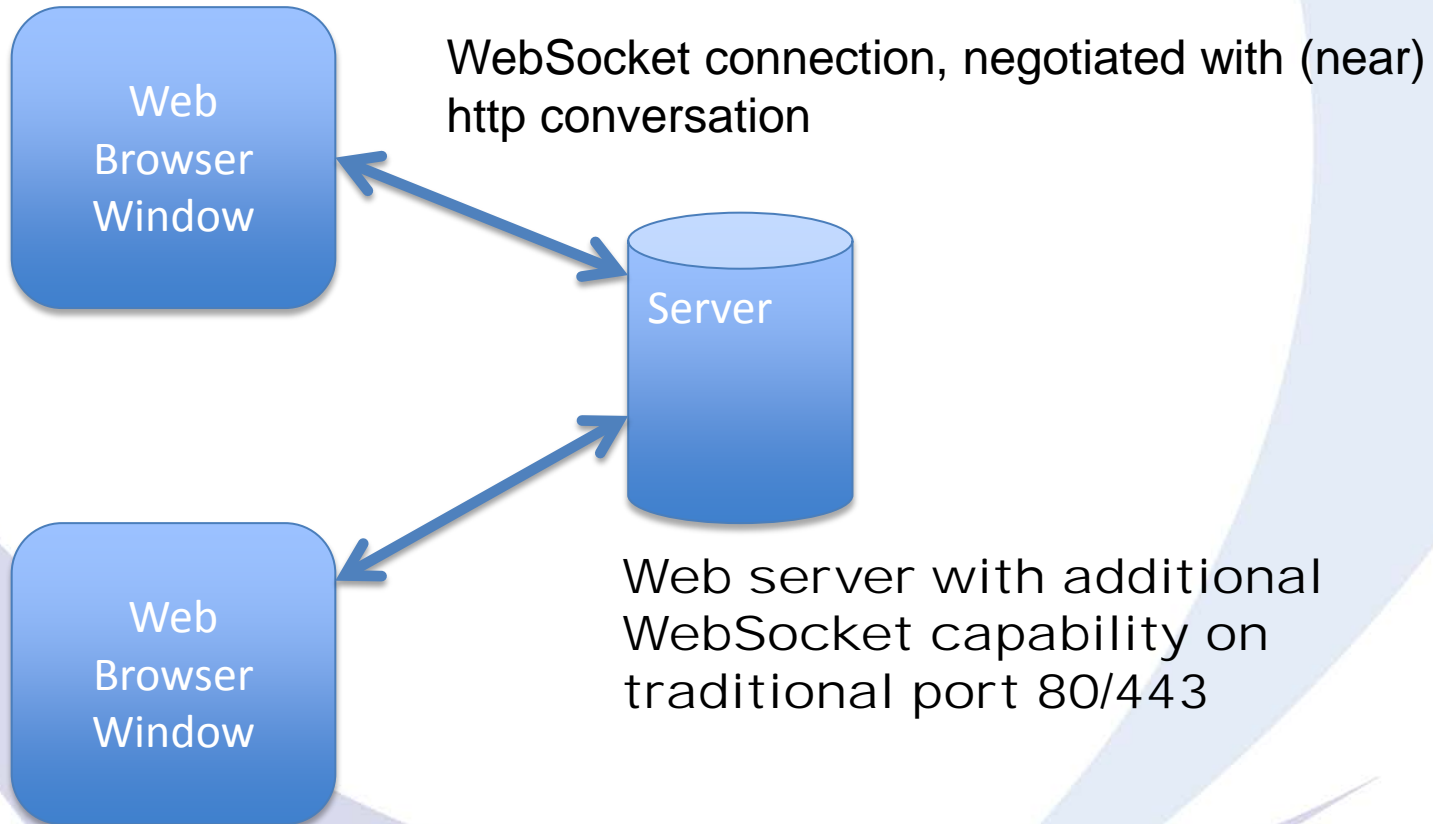 Web
Browser
Window
WebSocket connection, negotiated with (near)
http conversation
Server
Web
Browser
Window
Web server with additional
WebSocket capability on
traditional port 80/443